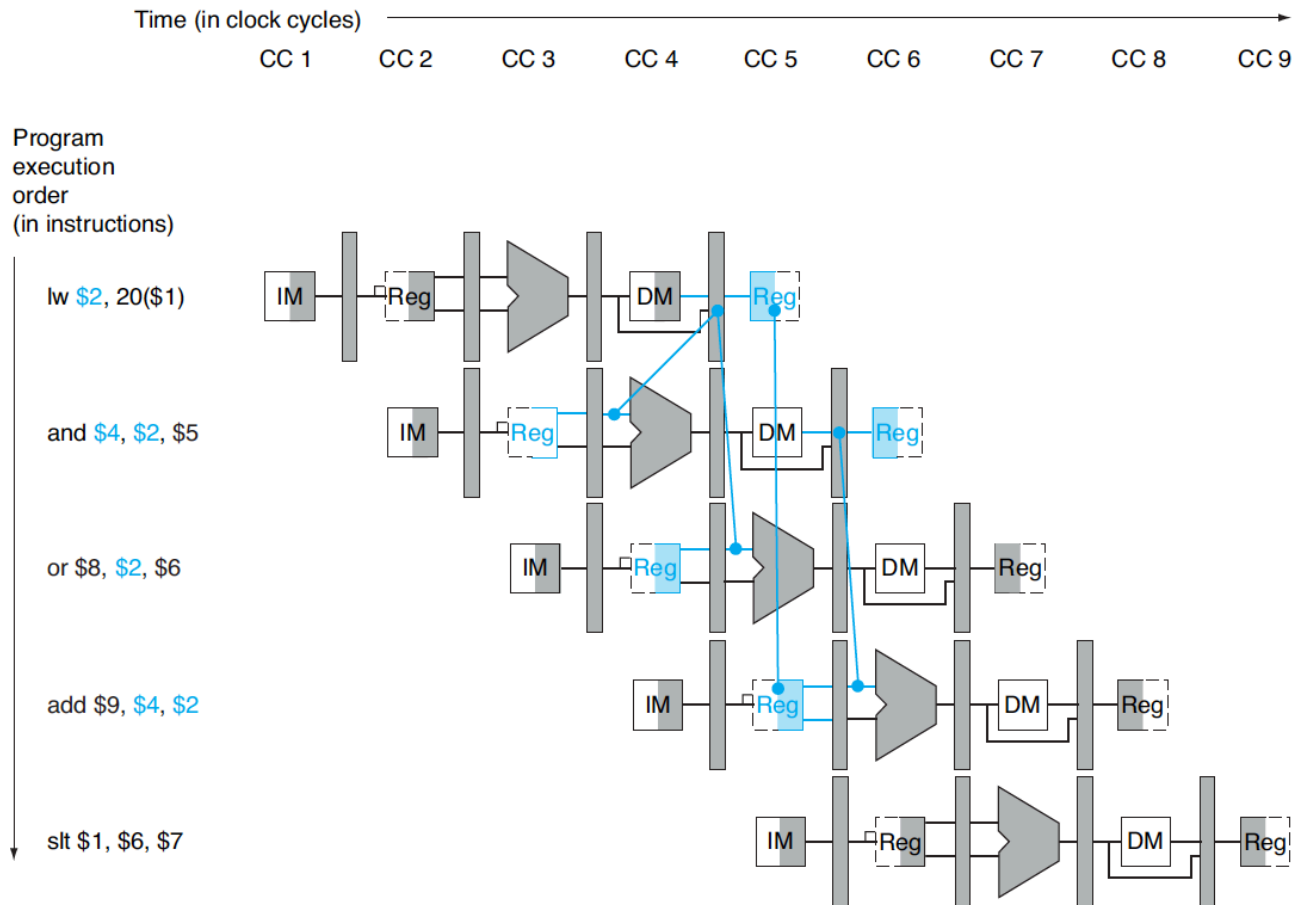 Time (in clock cycles)
CC 1 CC 2 CC 3 CC 4 CC 5 CC 6 CC 7 CC 8 CC 9
Program
execution
order
(in instructions)
lw $2, 20($1) IM Reg DM Reg
and $4, $2, $5 IM Reg DM Reg
or $8, $2, $6 IM Reg DM Reg
add $9, $4, $2 IM Reg DM Reg
slt $1, $6, $7 IM Reg DM Reg